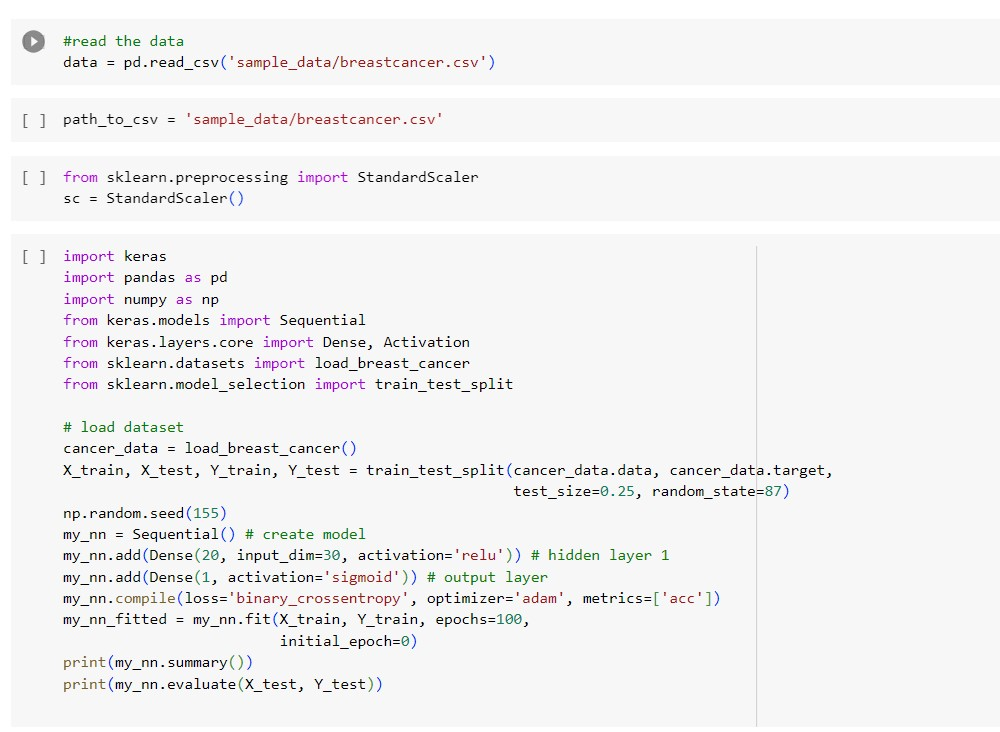 #read the data
data = pd.read_csv('sample_data/breastcancer.csv')
[ ] path_to_csv = 'sample_data/breastcancer.csv'
[ ] from sklearn.preprocessing import StandardScaler
sc = StandardScaler()
[ ] import keras
import pandas as pd
import numpy as np
from keras.models import Sequential
from keras.layers.core import Dense, Activation
from sklearn.datasets import load_breast_cancer
from sklearn.model_selection import train_test_split
# load dataset
cancer_data = load_breast_cancer()
X_train, X_test, Y_train, Y_test = train_test_split(cancer_data.data, cancer_data.target,
test_size=0.25, random_state=87)
np.random.seed(155)
my_nn = Sequential() # create model
my_nn.add(Dense(20, input_dim=30, activation='relu')) # hidden layer 1
my_nn.add(Dense(1, activation='sigmoid')) # output layer
my_nn.compile(loss='binary_crossentropy', optimizer='adam', metrics=['acc'])
my_nn_fitted = my_nn.fit(X_train, Y_train, epochs=100,
initial_epoch=0)
print(my_nn.summary())
print(my_nn.evaluate(X_test, Y_test))